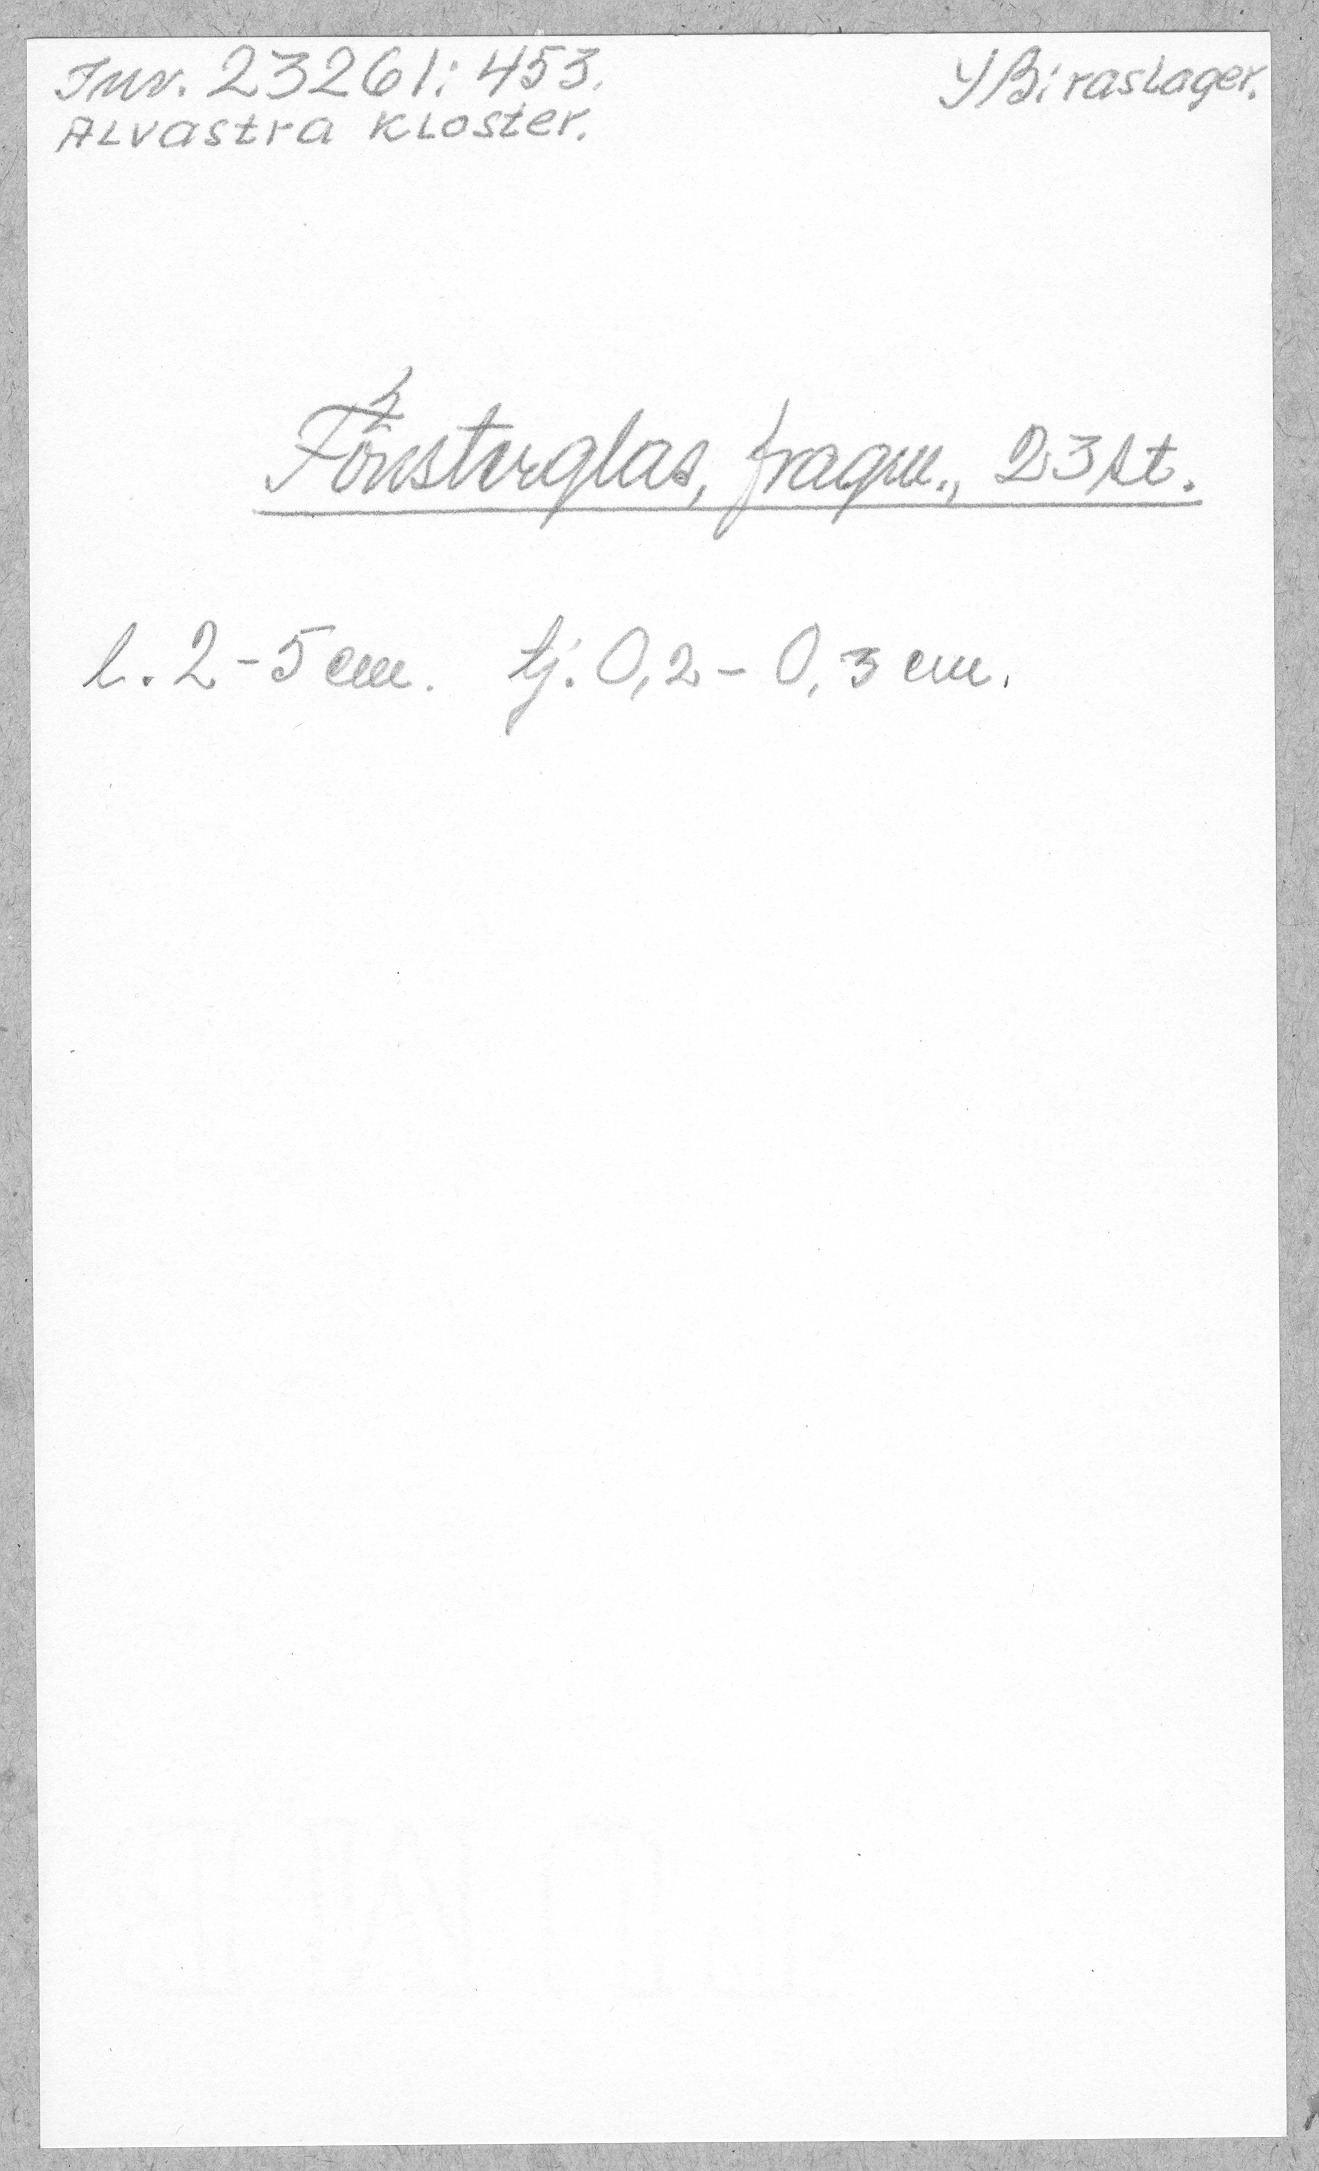 Inv. 23261: 453.
Alvastra kloster.
YB: raslager.
Fönsterglas, fragm., 23 st.
l. 2-5 cm. tj. 0,2 - 0,3 cm.